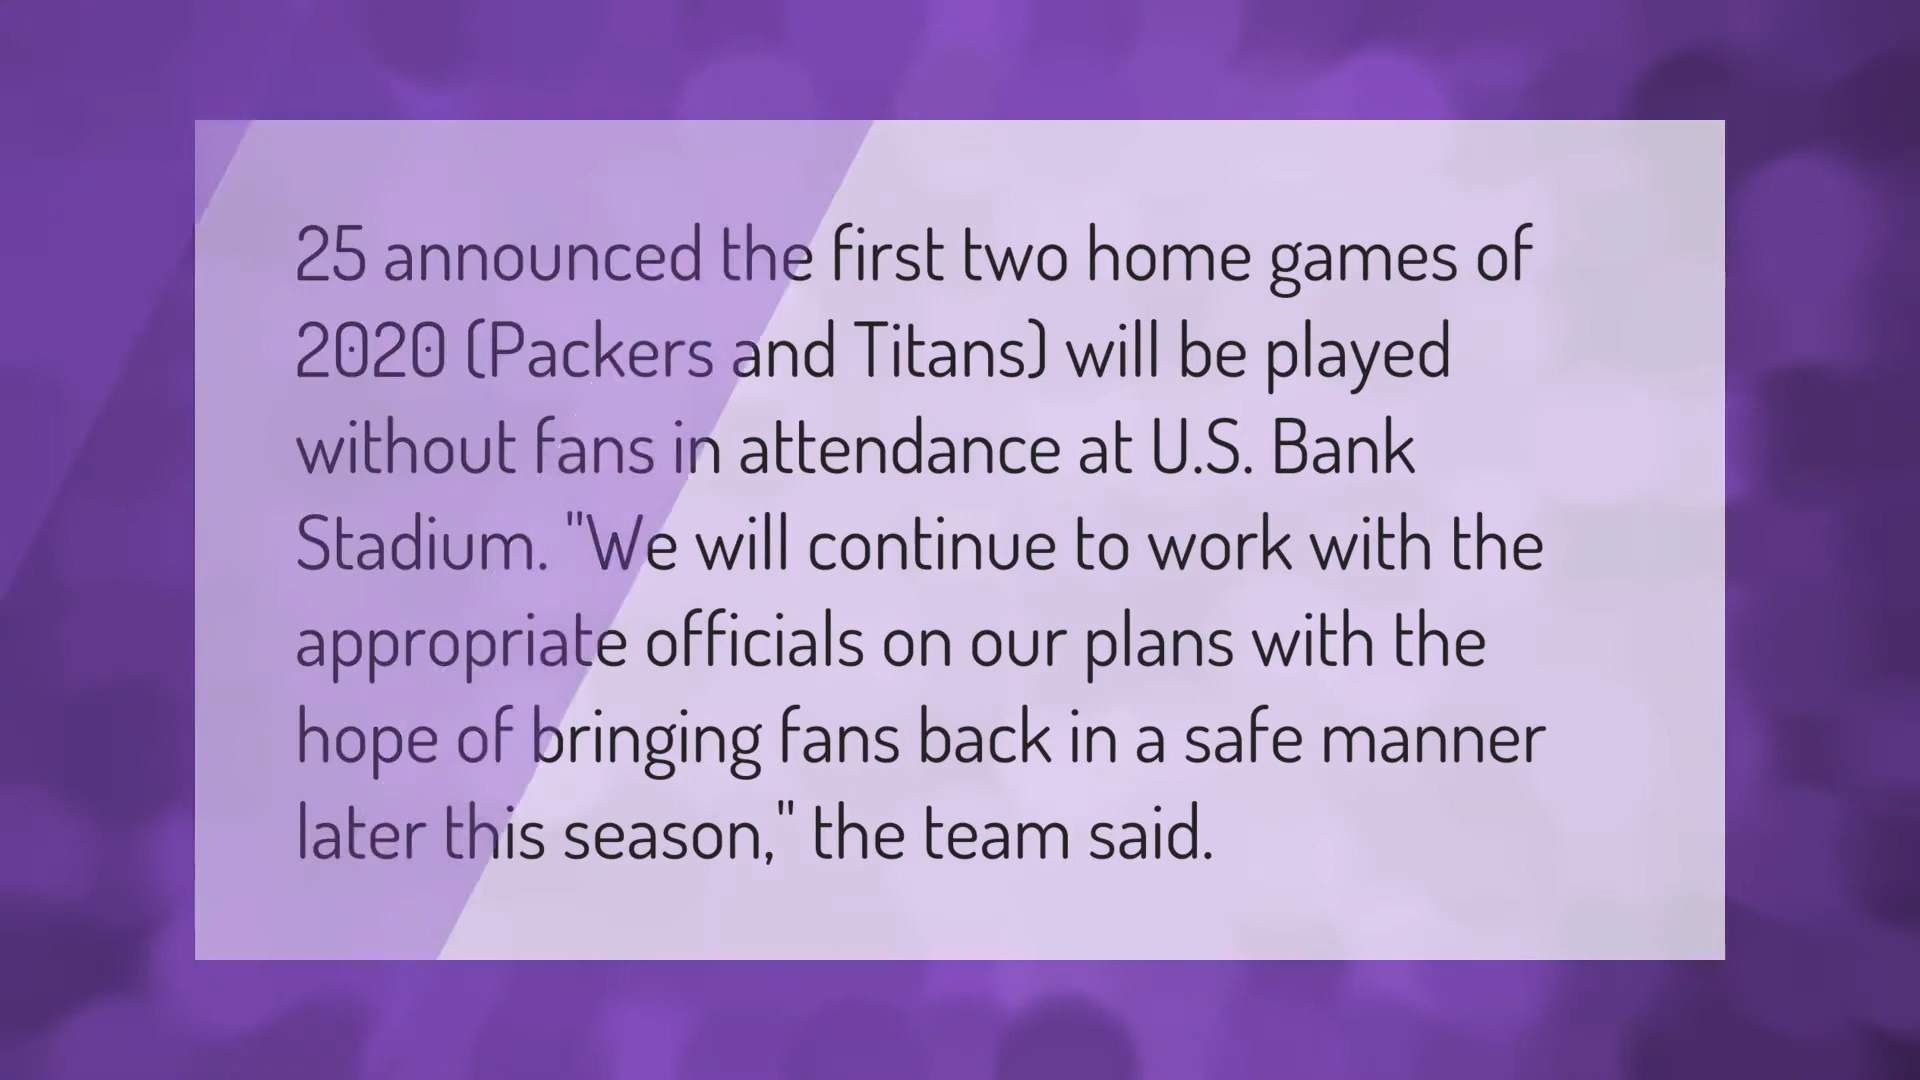 25 announced the first two home games of
2020 (Packers and Titans) will be played
without fans in attendance at U.S. Bank
Stadium. "We will continue to work with the
appropriate officials on our plans with the
hope of bringing fans back in a safe manner
later this season," the team said.